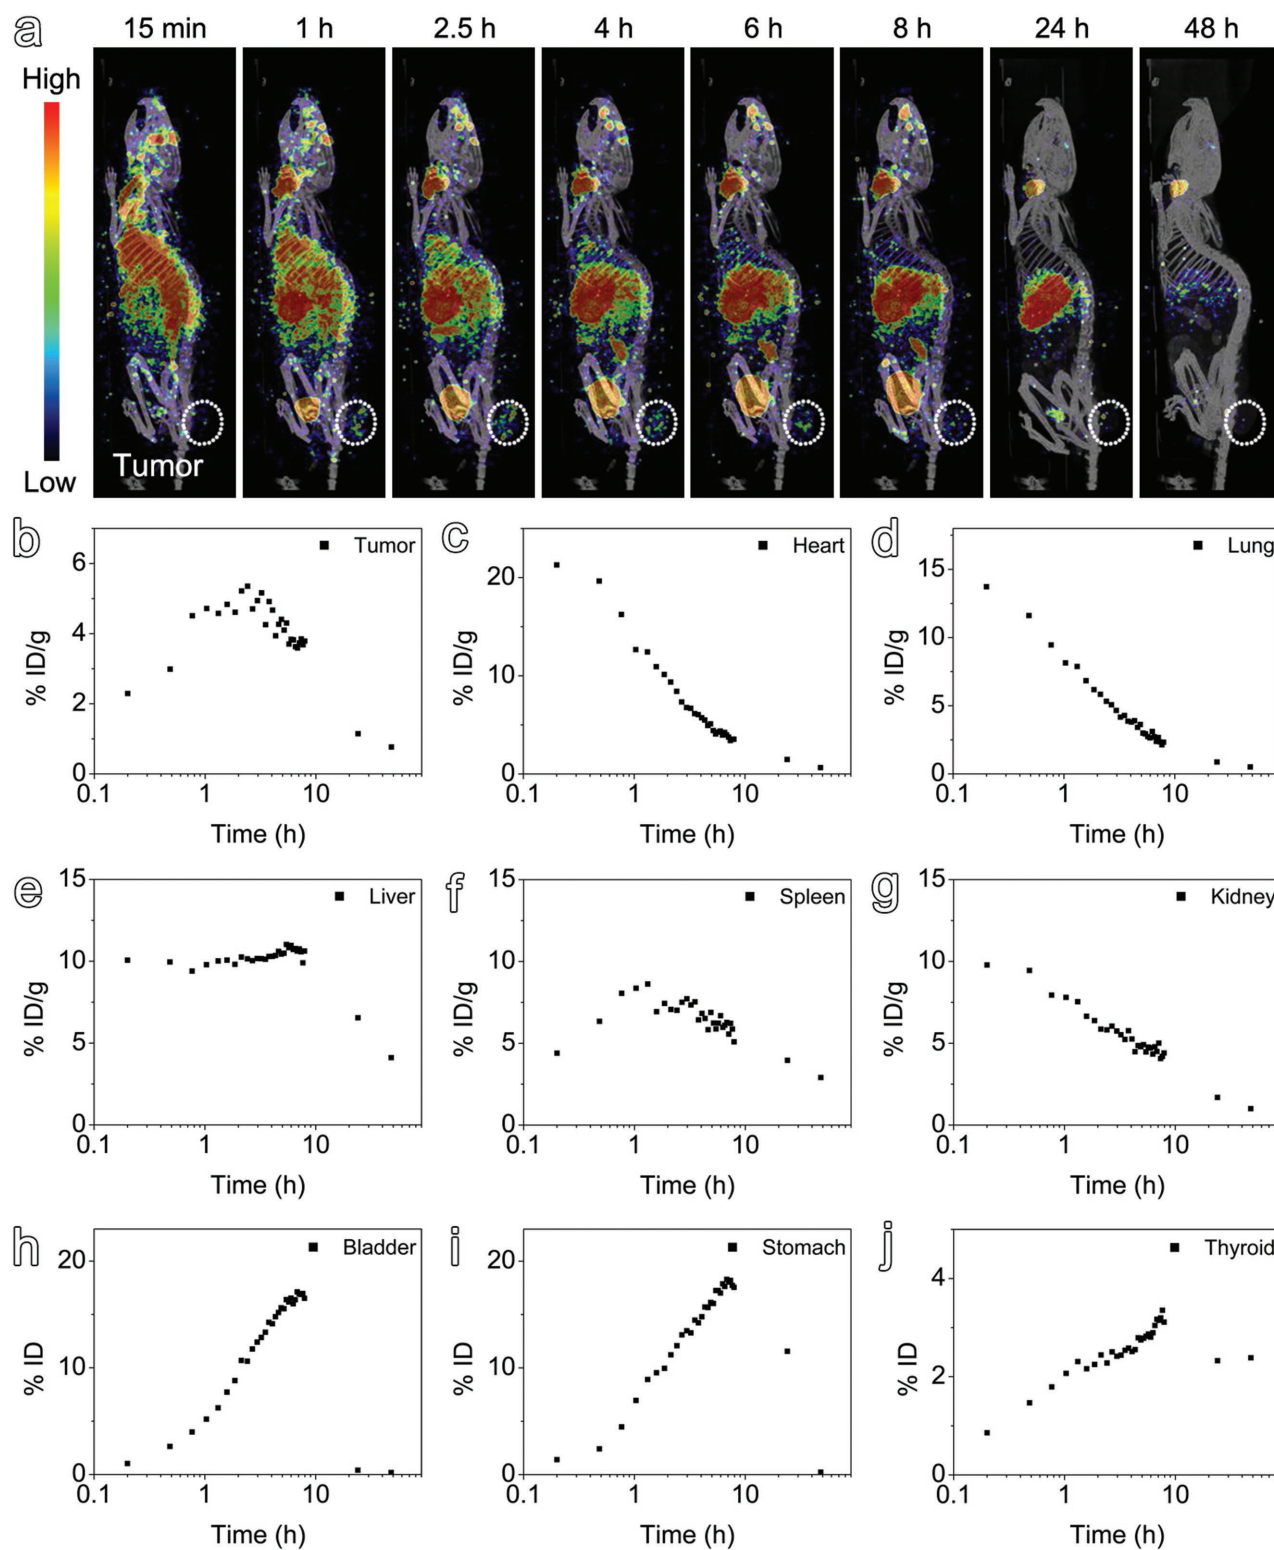 a
15 min 1 h 2.5 h 4 h 6 h 8 h 24 h 48 h
High
Low
Tumor
b
Tumor
% ID/g
6
4
2
0
0.1 1 10
Time (h)
c
Heart
% ID/g
20
10
0
0.1 1 10
Time (h)
d
Lung
% ID/g
15
10
5
0
0.1 1 10
Time (h)
e
Liver
% ID/g
15
10
5
0
0.1 1 10
Time (h)
f
Spleen
% ID/g
15
10
5
0
0.1 1 10
Time (h)
g
Kidney
% ID/g
15
10
5
0
0.1 1 10
Time (h)
h
Bladder
% ID
20
10
0
0.1 1 10
Time (h)
i
Stomach
% ID
20
10
0
0.1 1 10
Time (h)
j
Thyroid
% ID
4
2
0
0.1 1 10
Time (h)